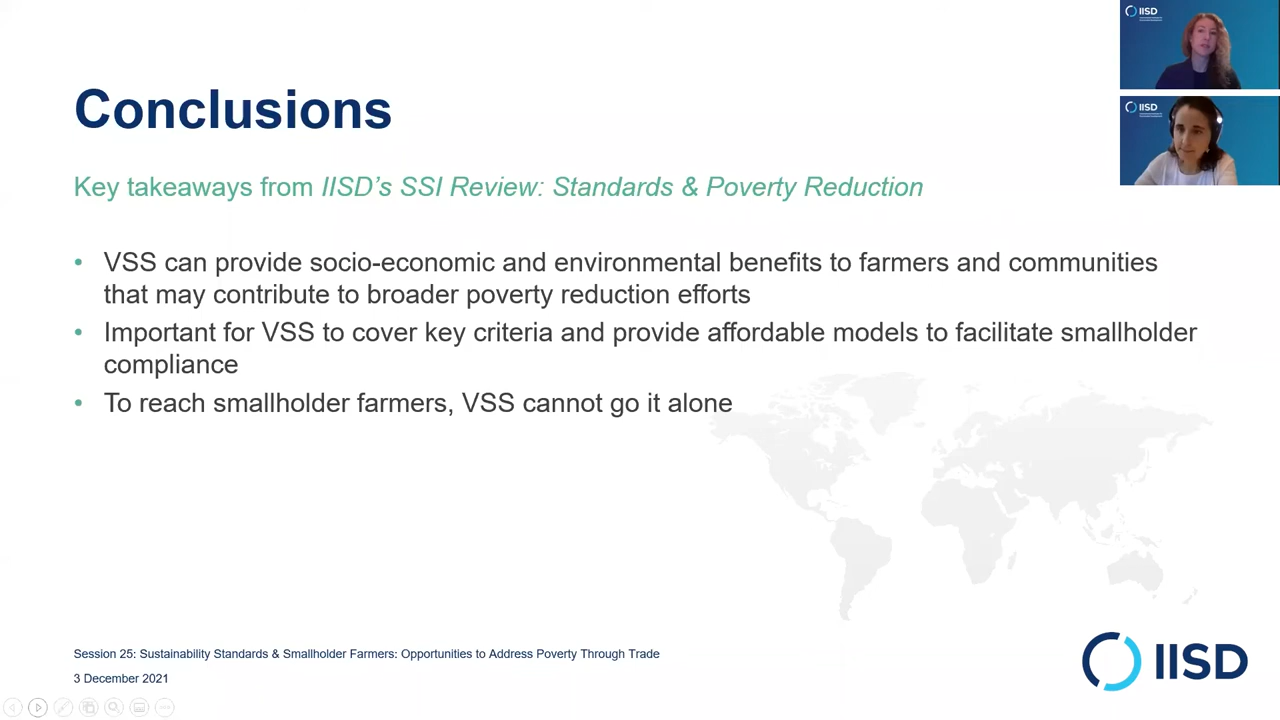 IISD
IISD
Conclusions
Key takeaways from IISD's SSI Review: Standards & Poverty Reduction
• VSS can provide socio-economic and environmental benefits to farmers and communities
that may contribute to broader poverty reduction efforts
• Important for VSS to cover key criteria and provide affordable models to facilitate smallholder
compliance
• To reach smallholder farmers, VSS cannot go it alone
Session 25: Sustainability Standards & Smallholder Farmers: Opportunities to Address Poverty Through Trade
3 December 2021
IISD